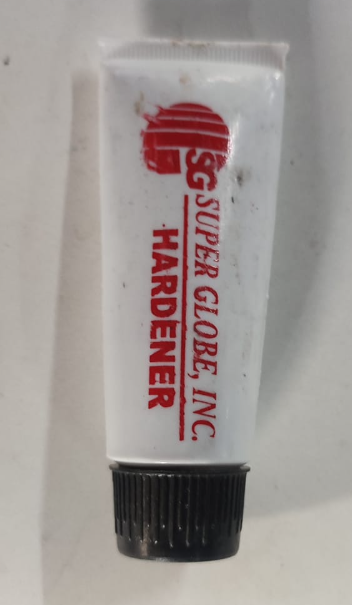 SG
SUPER GLOBE, INC.
HARDENER